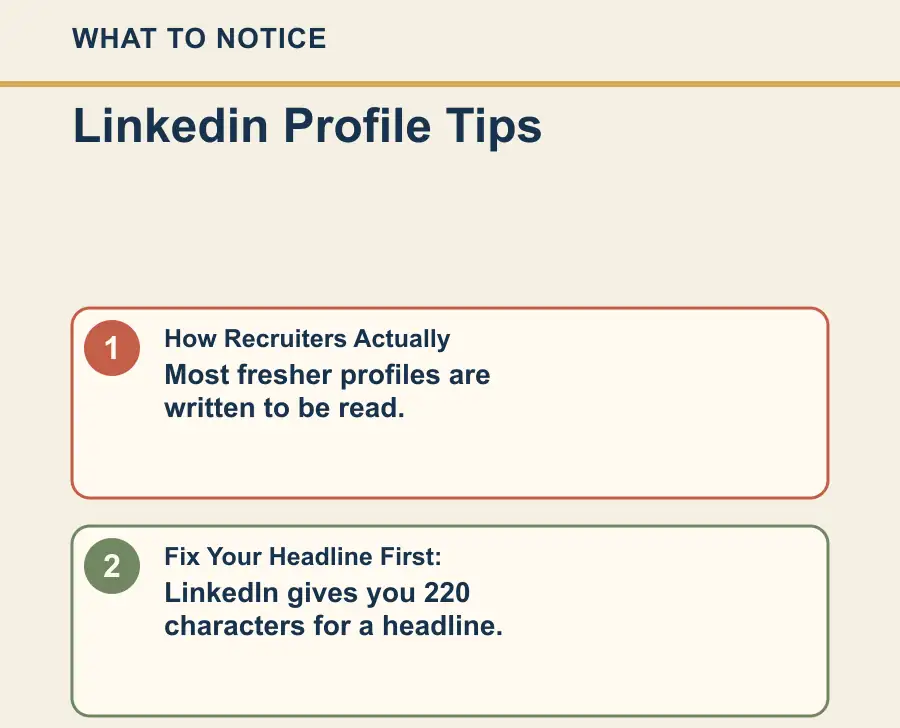 WHAT TO NOTICE
Linkedin Profile Tips
1
How Recruiters Actually
Most fresher profiles are
written to be read.
2
Fix Your Headline First:
LinkedIn gives you 220
characters for a headline.